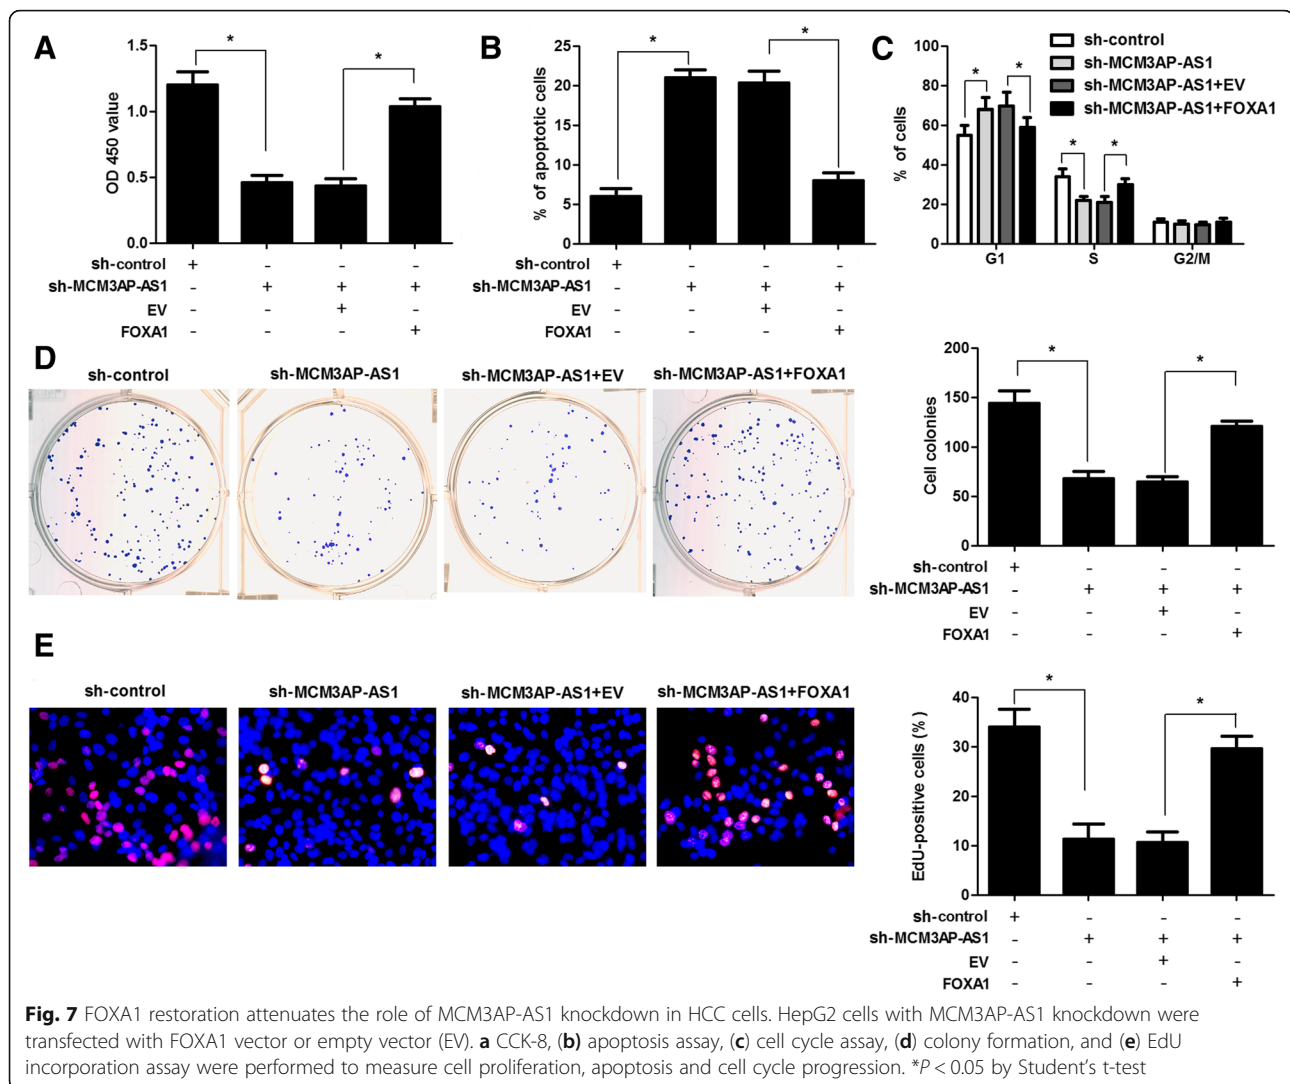 A
OD 450 value
1.5
1.0
0.5
0.0
*
*
sh-control + - - -
sh-MCM3AP-AS1 - + + +
EV - - + -
FOXA1 - - - +
B
% of apoptotic cells
25
20
15
10
5
0
*
*
sh-control + - - -
sh-MCM3AP-AS1 - + + +
EV - - + -
FOXA1 - - - +
C
% of cells
100
80
60
40
20
0
sh-control
sh-MCM3AP-AS1
sh-MCM3AP-AS1+EV
sh-MCM3AP-AS1+FOXA1
* *
* *
G1 S G2/M
D
sh-control sh-MCM3AP-AS1 sh-MCM3AP-AS1+EV sh-MCM3AP-AS1+FOXA1
Cell colonies
200
150
100
50
0
*
*
sh-control + - - -
sh-MCM3AP-AS1 - + + +
EV - - + -
FOXA1 - - - +
E
sh-control sh-MCM3AP-AS1 sh-MCM3AP-AS1+EV sh-MCM3AP-AS1+FOXA1
EdU-positive cells (%)
40
30
20
10
0
*
*
sh-control + - - -
sh-MCM3AP-AS1 - + + +
EV - - + -
FOXA1 - - - +
Fig. 7 FOXA1 restoration attenuates the role of MCM3AP-AS1 knockdown in HCC cells. HepG2 cells with MCM3AP-AS1 knockdown were
transfected with FOXA1 vector or empty vector (EV). a CCK-8, (b) apoptosis assay, (c) cell cycle assay, (d) colony formation, and (e) EdU
incorporation assay were performed to measure cell proliferation, apoptosis and cell cycle progression. *P < 0.05 by Student's t-test